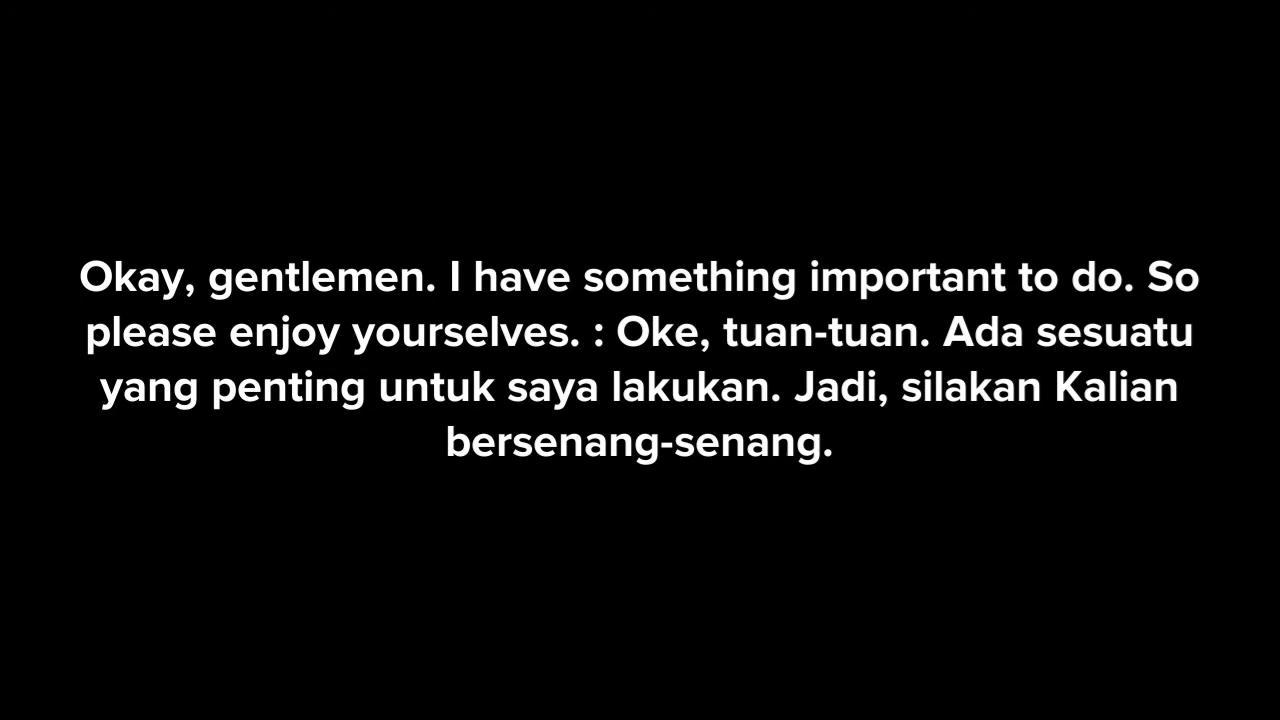 Okay, gentlemen. I have something important to do. So
please enjoy yourselves. : Oke, tuan-tuan. Ada sesuatu
yang penting untuk saya lakukan. Jadi, silakan Kalian
bersenang-senang.